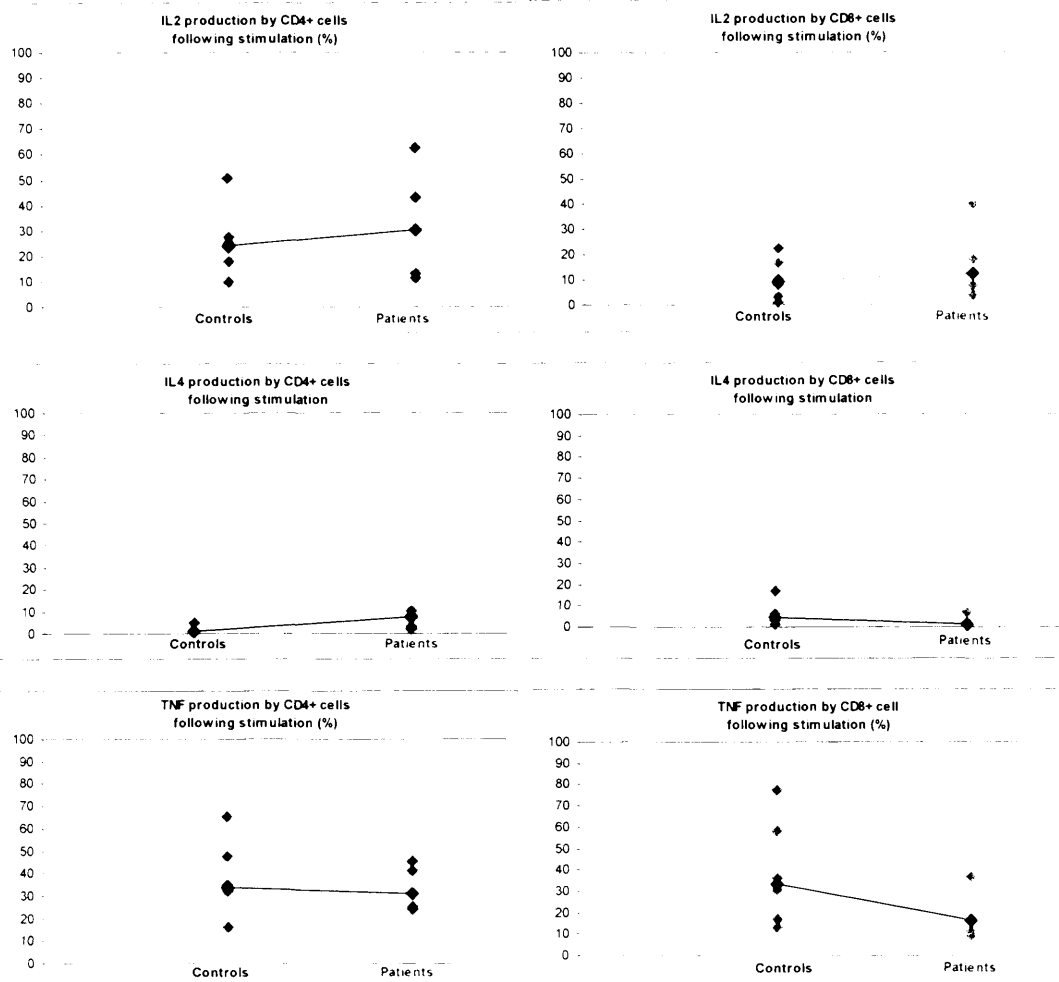 IL2 production by CD4+ cells
following stimulation (%)
100
90
80
70
60
50
40
30
20
10
0
Controls
Patients
IL2 production by CD8+ cells
following stimulation (%)
100
90
80
70
60
50
40
30
20
10
0
Controls
Patients
IL4 production by CD4+ cells
following stimulation
100
90
80
70
60
50
40
30
20
10
0
Controls
Patients
IL4 production by CD8+ cells
following stimulation
100
90
80
70
60
50
40
30
20
10
0
Controls
Patients
TNF production by CD4+ cells
following stimulation (%)
100
90
80
70
60
50
40
30
20
10
0
Controls
Patients
TNF production by CD8+ cell
following stimulation (%)
100
90
80
70
60
50
40
30
20
10
0
Controls
Patients